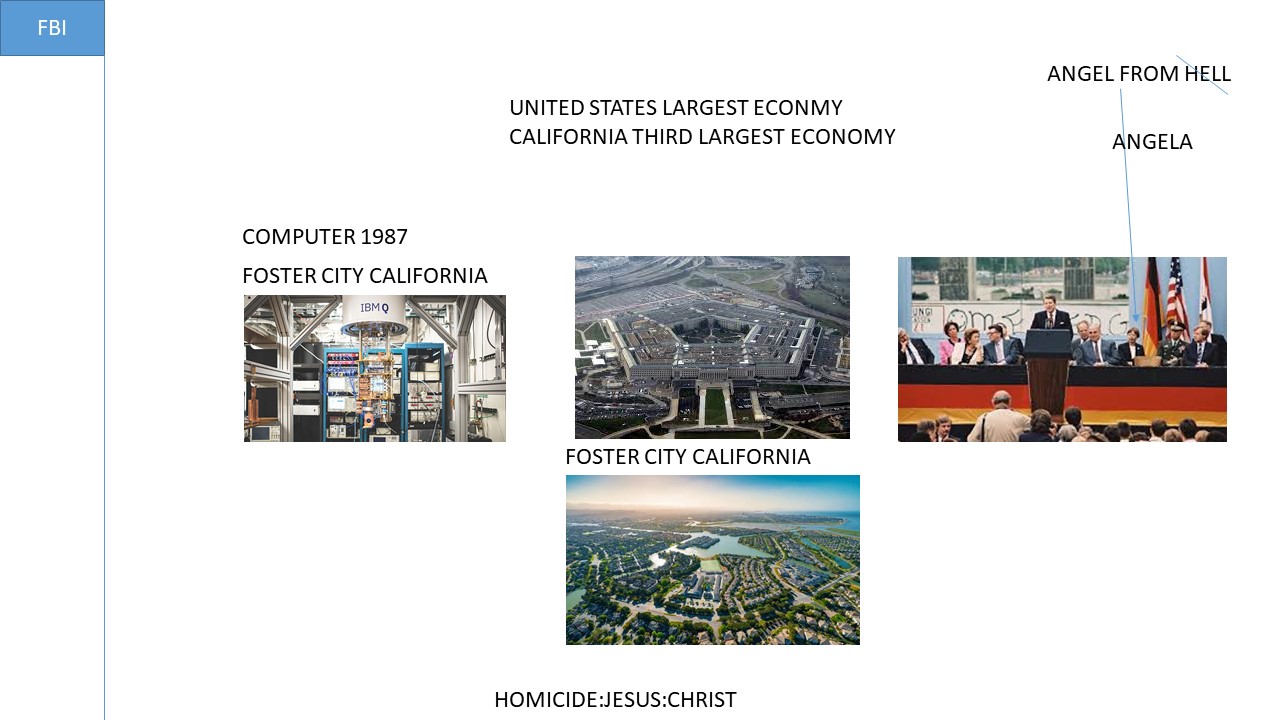 FBI
ANGEL FROM HELL
UNITED STATES LARGEST ECONMY
CALIFORNIA THIRD LARGEST ECONOMY
ANGELA
COMPUTER 1987
FOSTER CITY CALIFORNIA
IBM Q
FOSTER CITY CALIFORNIA
HOMICIDE:JESUS:CHRIST